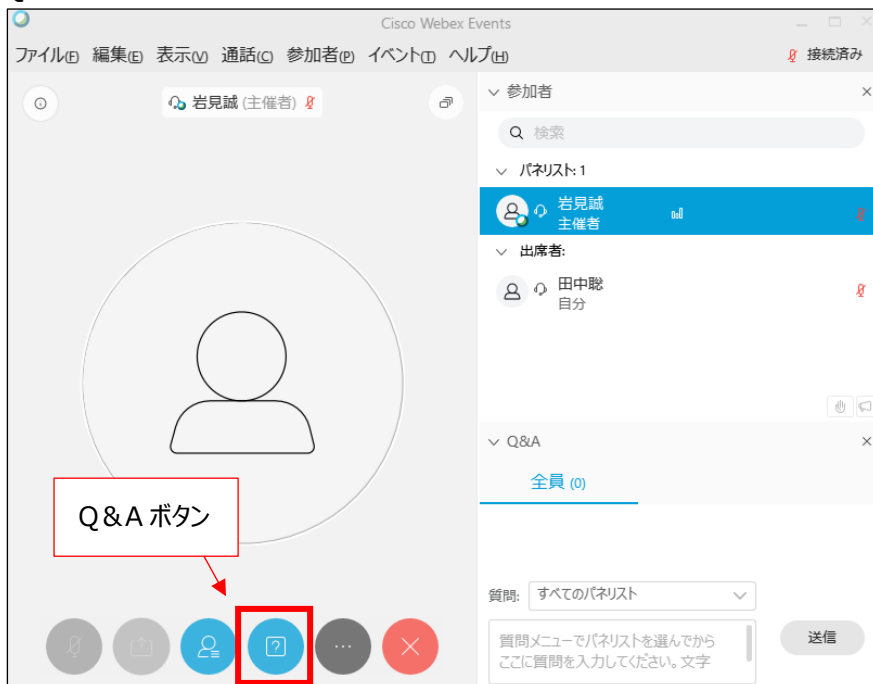 Cisco Webex Events
ファイル(F) 編集(E) 表示(V) 通話(C) 参加者(P) イベント(T) ヘルプ(H) 接続済み
岩見誠 (主催者)
参加者
検索
パネリスト: 1
岩見誠
主催者
出席者:
田中聡
自分
Q&A
全員 (0)
Q&Aボタン
質問: すべてのパネリスト
質問メニューでパネリストを選んでから
ここに質問を入力してください。文字
送信